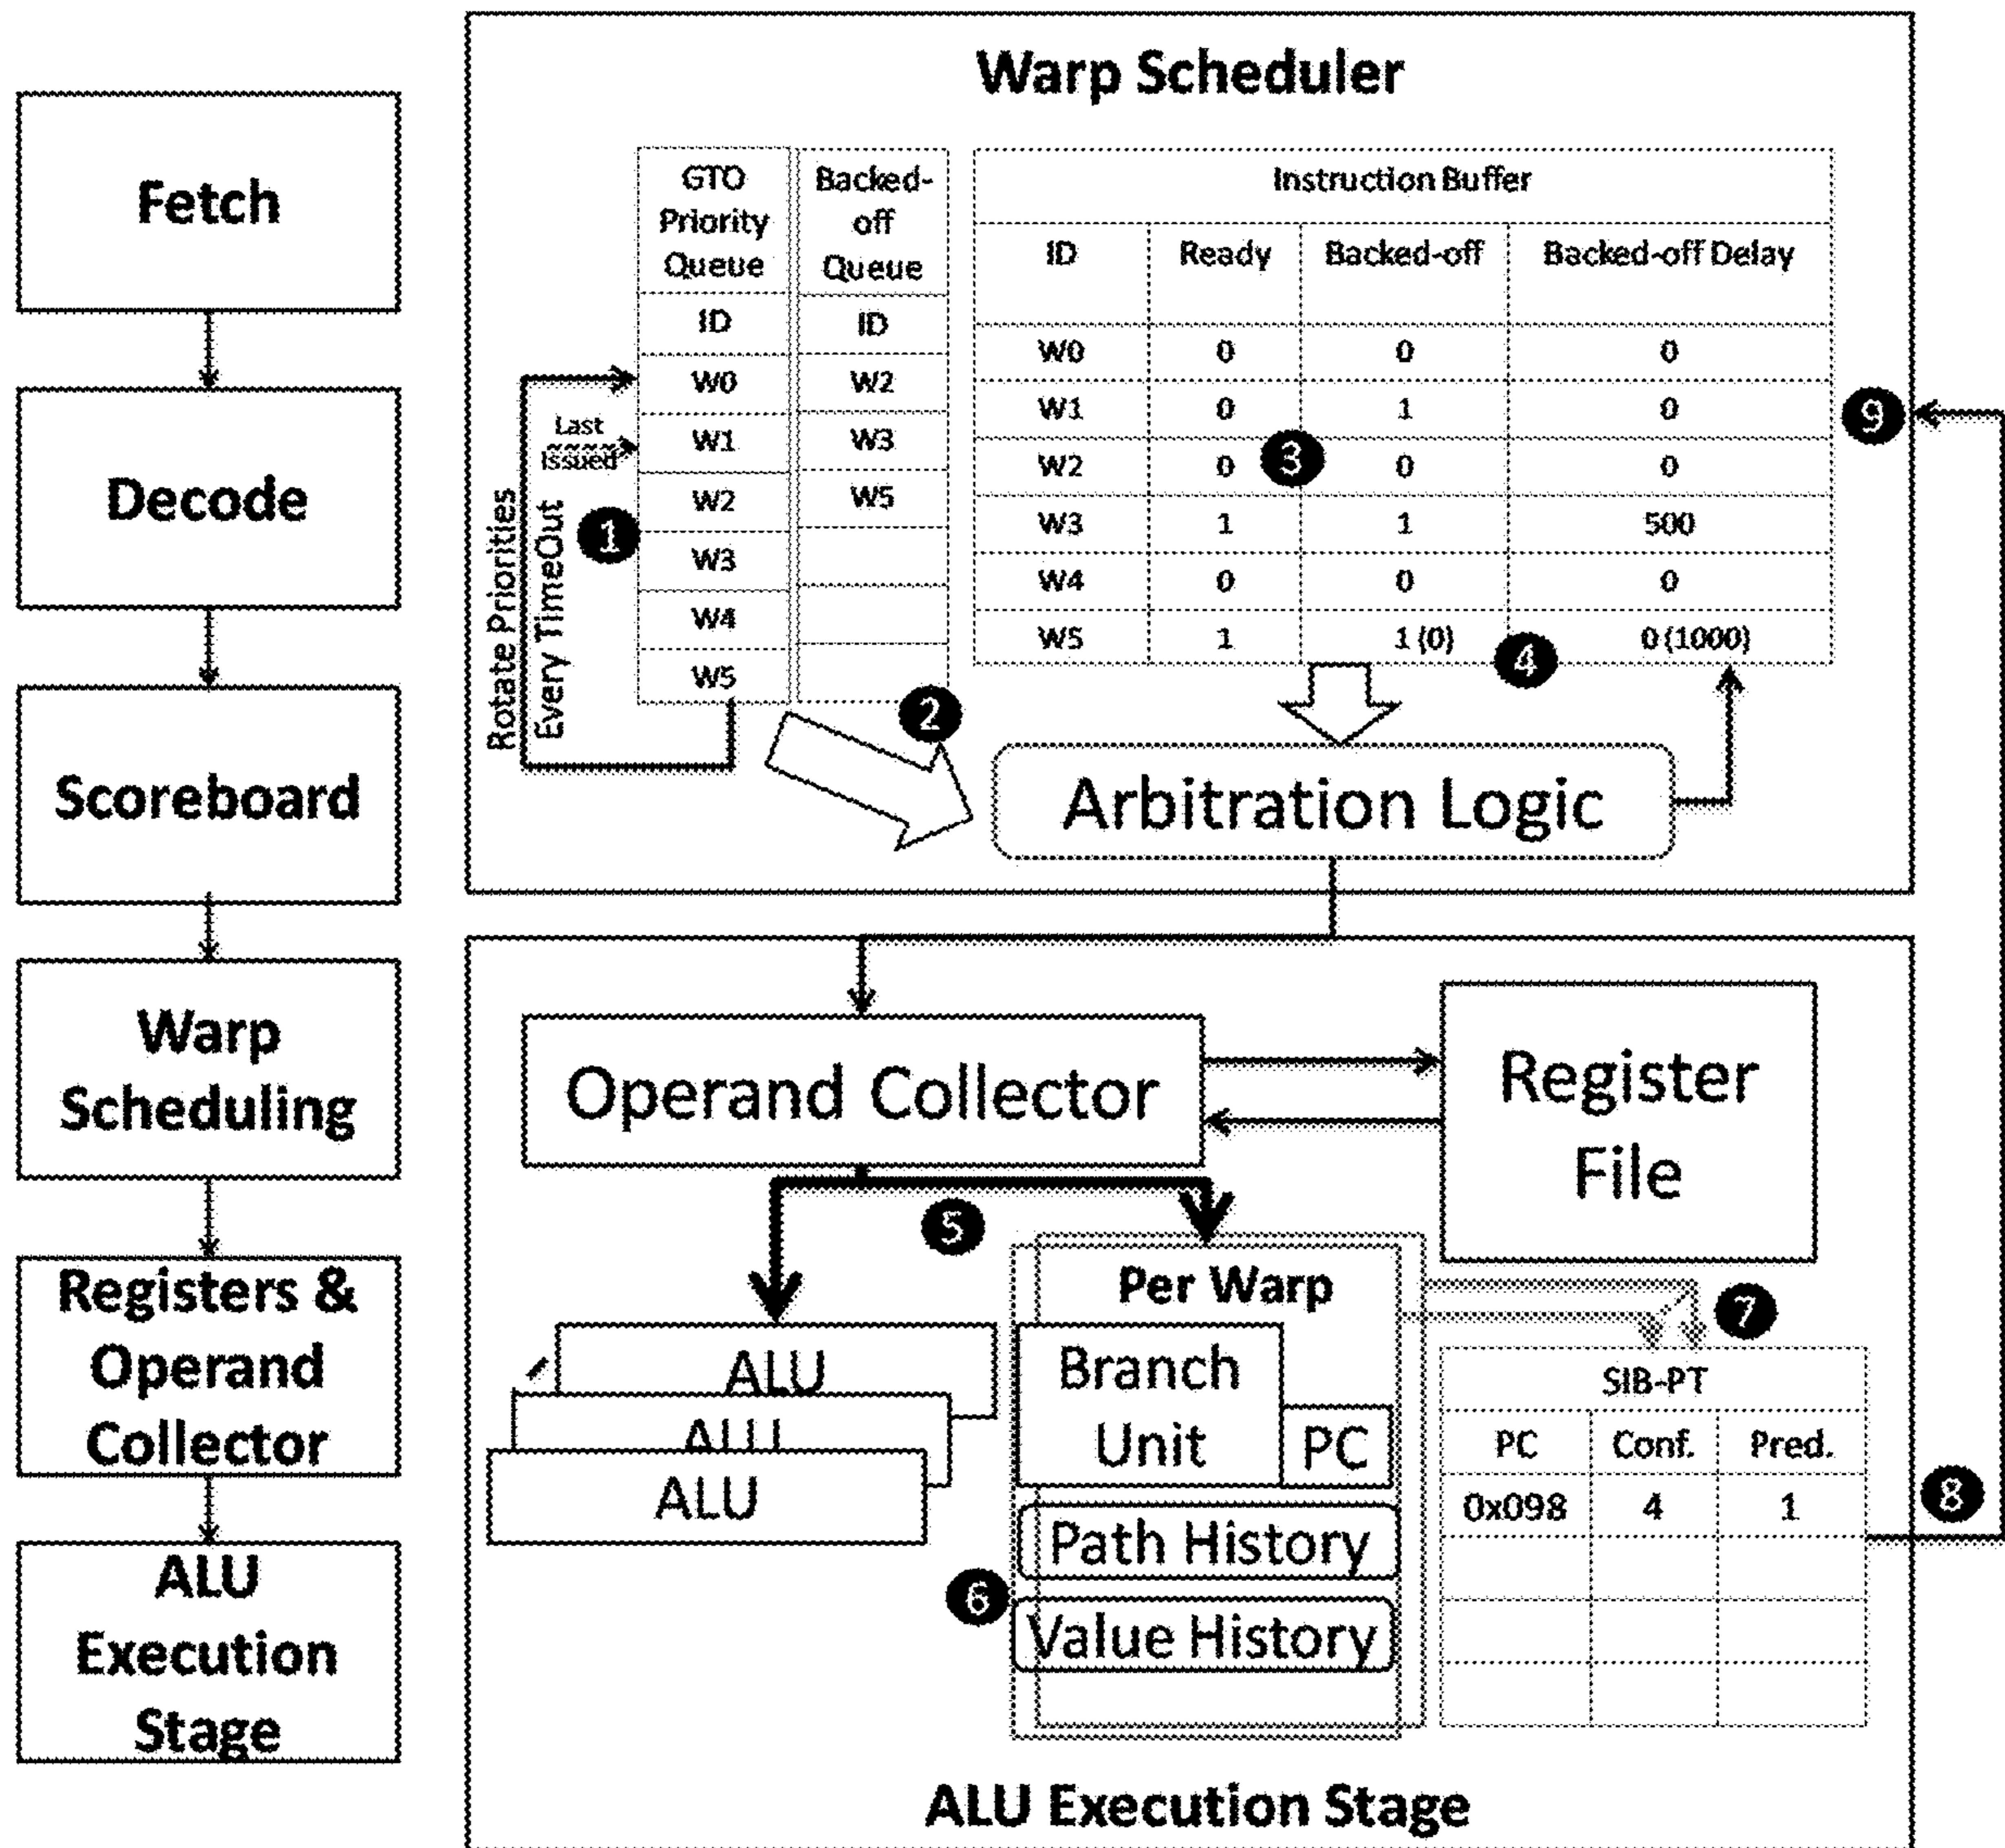 Fetch
Decode
Scoreboard
Warp
Scheduling
Registers &
Operand
Collector
ALU
Execution
Stage
Warp Scheduler
GTO
Priority
Queue
ID
W0
W1
W2
W3
W4
W5
Backed-
off
Queue
ID
W2
W3
W5
Last
Issued
Rotate Priorities
Every TimeOut
1
2
Instruction Buffer
ID Ready Backed-off Backed-off Delay
W0 0 0 0
W1 0 1 0
W2 0 0 0
W3 1 1 500
W4 0 0 0
W5 1 1 (0) 0 (1000)
3
4
9
Arbitration Logic
Operand Collector
Register
File
5
ALU
ALU
ALU
Per Warp
Branch
Unit
PC
Path History
Value History
6
7
SIB-PT
PC Conf. Pred.
0x098 4 1
8
ALU Execution Stage